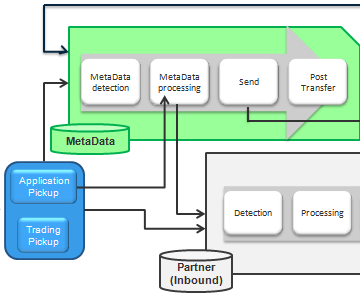 MetaData
detection
MetaData
processing
Send
Post
Transfer
MetaData
Application
Pickup
Trading
Pickup
Detection
Processing
Partner
(Inbound)